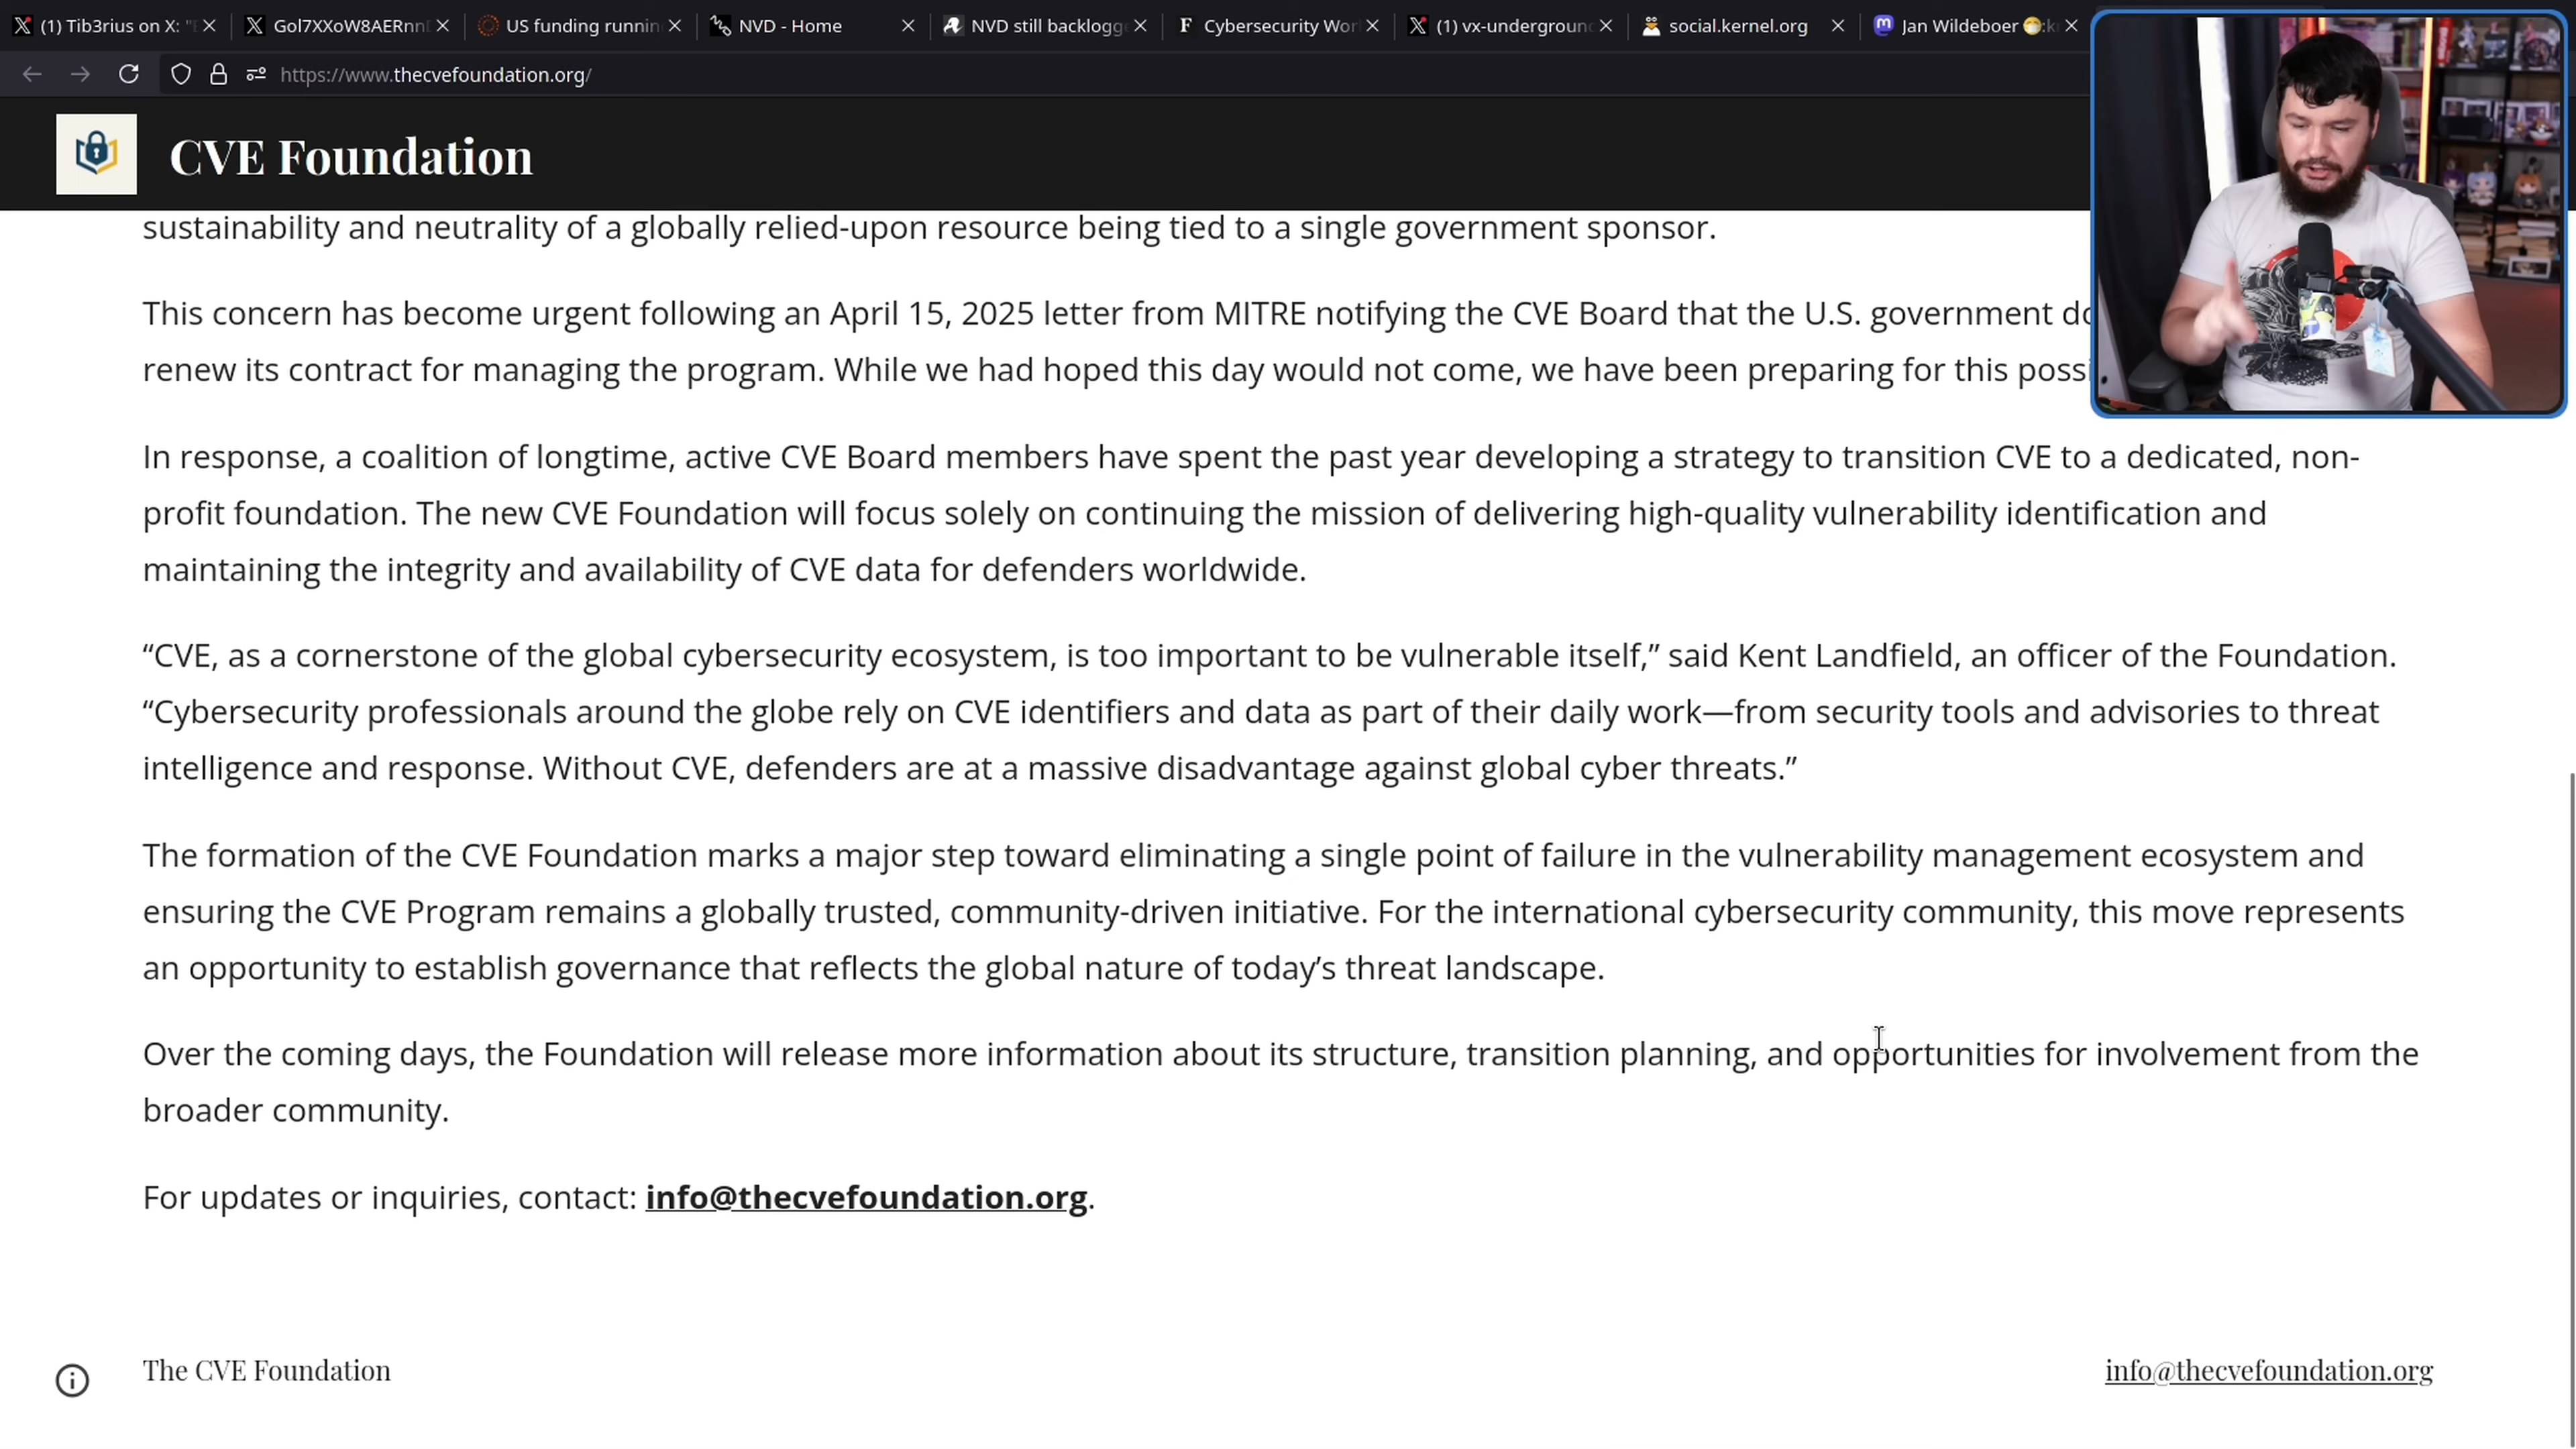 (1) Tib3rius on X: "
Gol7XXoW8AERnn
US funding runnin
NVD - Home
NVD still backlogg
Cybersecurity Wor
(1) vx-undergroun
social.kernel.org
Jan Wildeboer 😷:k
https://www.thecvefoundation.org/
CVE Foundation
sustainability and neutrality of a globally relied-upon resource being tied to a single government sponsor.
This concern has become urgent following an April 15, 2025 letter from MITRE notifying the CVE Board that the U.S. government do
renew its contract for managing the program. While we had hoped this day would not come, we have been preparing for this possi
In response, a coalition of longtime, active CVE Board members have spent the past year developing a strategy to transition CVE to a dedicated, non-
profit foundation. The new CVE Foundation will focus solely on continuing the mission of delivering high-quality vulnerability identification and
maintaining the integrity and availability of CVE data for defenders worldwide.
“CVE, as a cornerstone of the global cybersecurity ecosystem, is too important to be vulnerable itself,” said Kent Landfield, an officer of the Foundation.
“Cybersecurity professionals around the globe rely on CVE identifiers and data as part of their daily work—from security tools and advisories to threat
intelligence and response. Without CVE, defenders are at a massive disadvantage against global cyber threats.”
The formation of the CVE Foundation marks a major step toward eliminating a single point of failure in the vulnerability management ecosystem and
ensuring the CVE Program remains a globally trusted, community-driven initiative. For the international cybersecurity community, this move represents
an opportunity to establish governance that reflects the global nature of today’s threat landscape.
Over the coming days, the Foundation will release more information about its structure, transition planning, and opportunities for involvement from the
broader community.
For updates or inquiries, contact: info@thecvefoundation.org.
The CVE Foundation
info@thecvefoundation.org